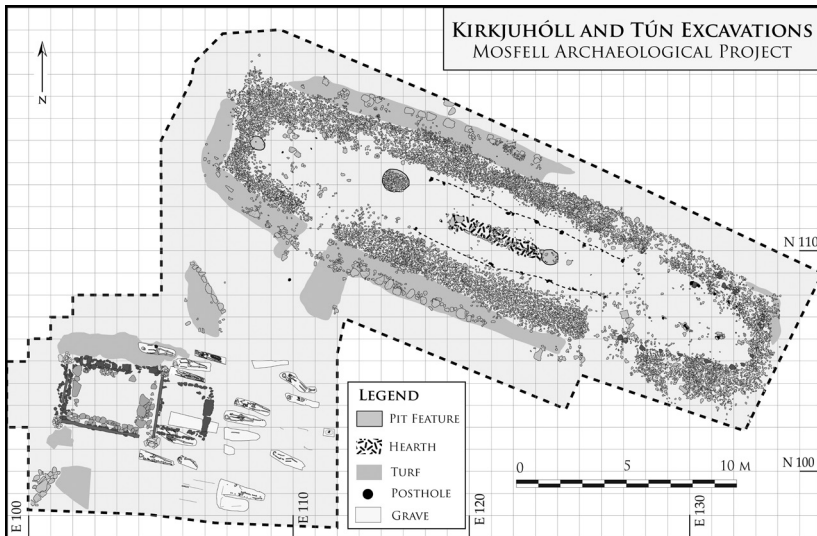 KIRKJUHÓLL AND TÚN EXCAVATIONS
MOSFELL ARCHAEOLOGICAL PROJECT
N
N 110
LEGEND
PIT FEATURE
HEARTH
TURF
POSTHOLE
GRAVE
0 5 10 M
N 100
E 100
E 110
E 120
E 130